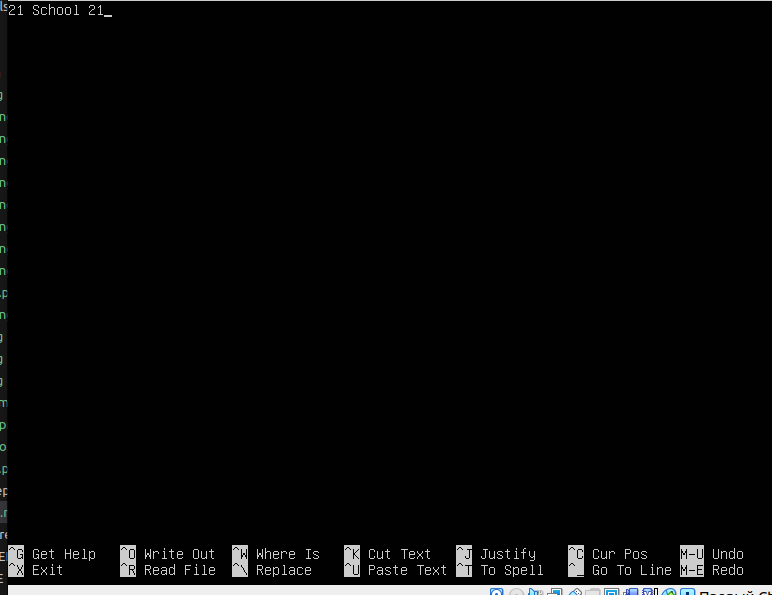 21 School 21_
^G Get Help ^O Write Out ^W Where Is ^K Cut Text ^J Justify ^C Cur Pos M-U Undo
^X Exit ^R Read File ^\ Replace ^U Paste Text ^T To Spell ^_ Go To Line M-E Redo